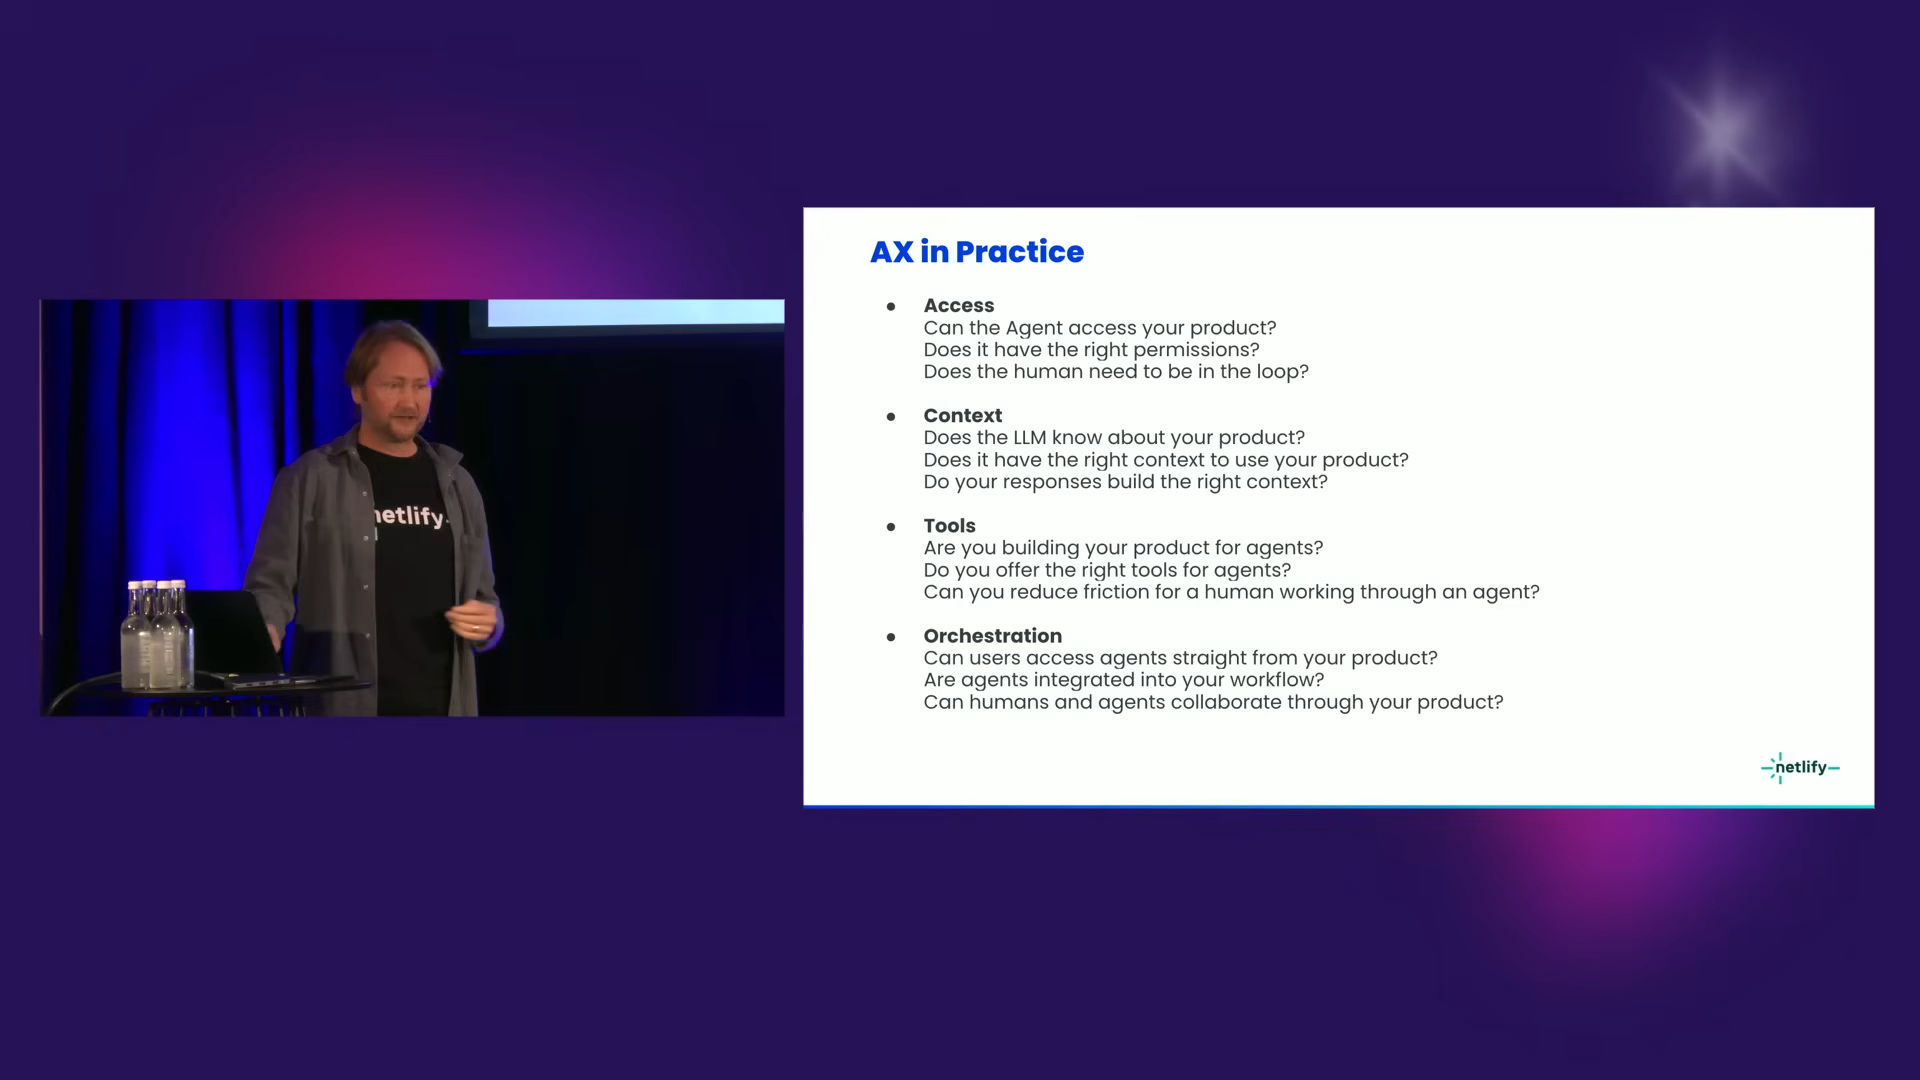 AX in Practice
● Access
Can the Agent access your product?
Does it have the right permissions?
Does the human need to be in the loop?
● Context
Does the LLM know about your product?
Does it have the right context to use your product?
Do your responses build the right context?
● Tools
Are you building your product for agents?
Do you offer the right tools for agents?
Can you reduce friction for a human working through an agent?
● Orchestration
Can users access agents straight from your product?
Are agents integrated into your workflow?
Can humans and agents collaborate through your product?
netlify
netlify